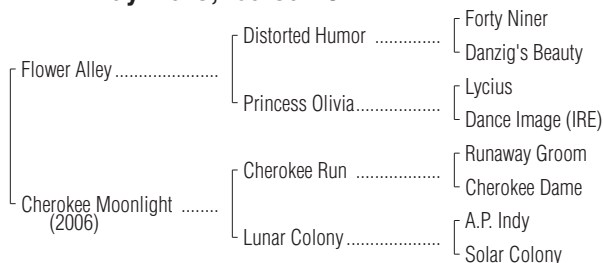 Forty Niner
Distorted Humor ..............
Danzig's Beauty
Flower Alley ......................
Lycius
Princess Olivia..................
Dance Image (IRE)
Runaway Groom
Cherokee Run ..................
Cherokee Dame
Cherokee Moonlight ........
(2006)
A.P. Indy
Lunar Colony....................
Solar Colony